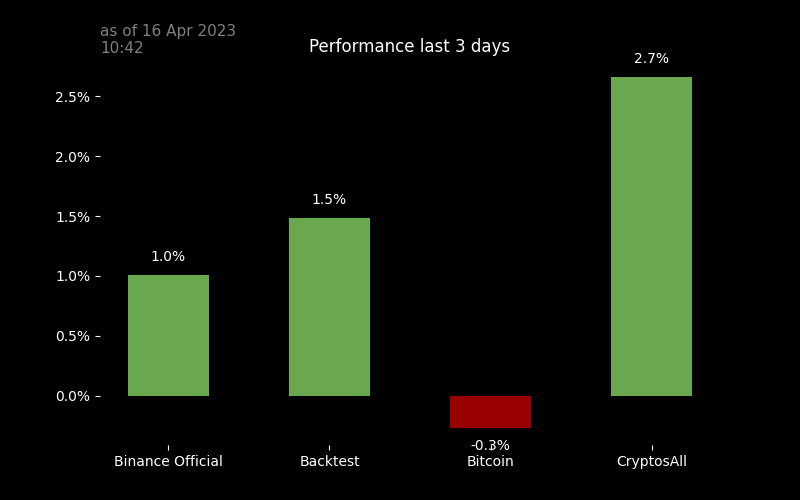 as of 16 Apr 2023
10:42
Performance last 3 days
2.7%
2.5%
2.0%
1.5%
1.5%
1.0%
1.0%
0.5%
0.0%
-0.3%
Binance Official
Backtest
Bitcoin
CryptosAll